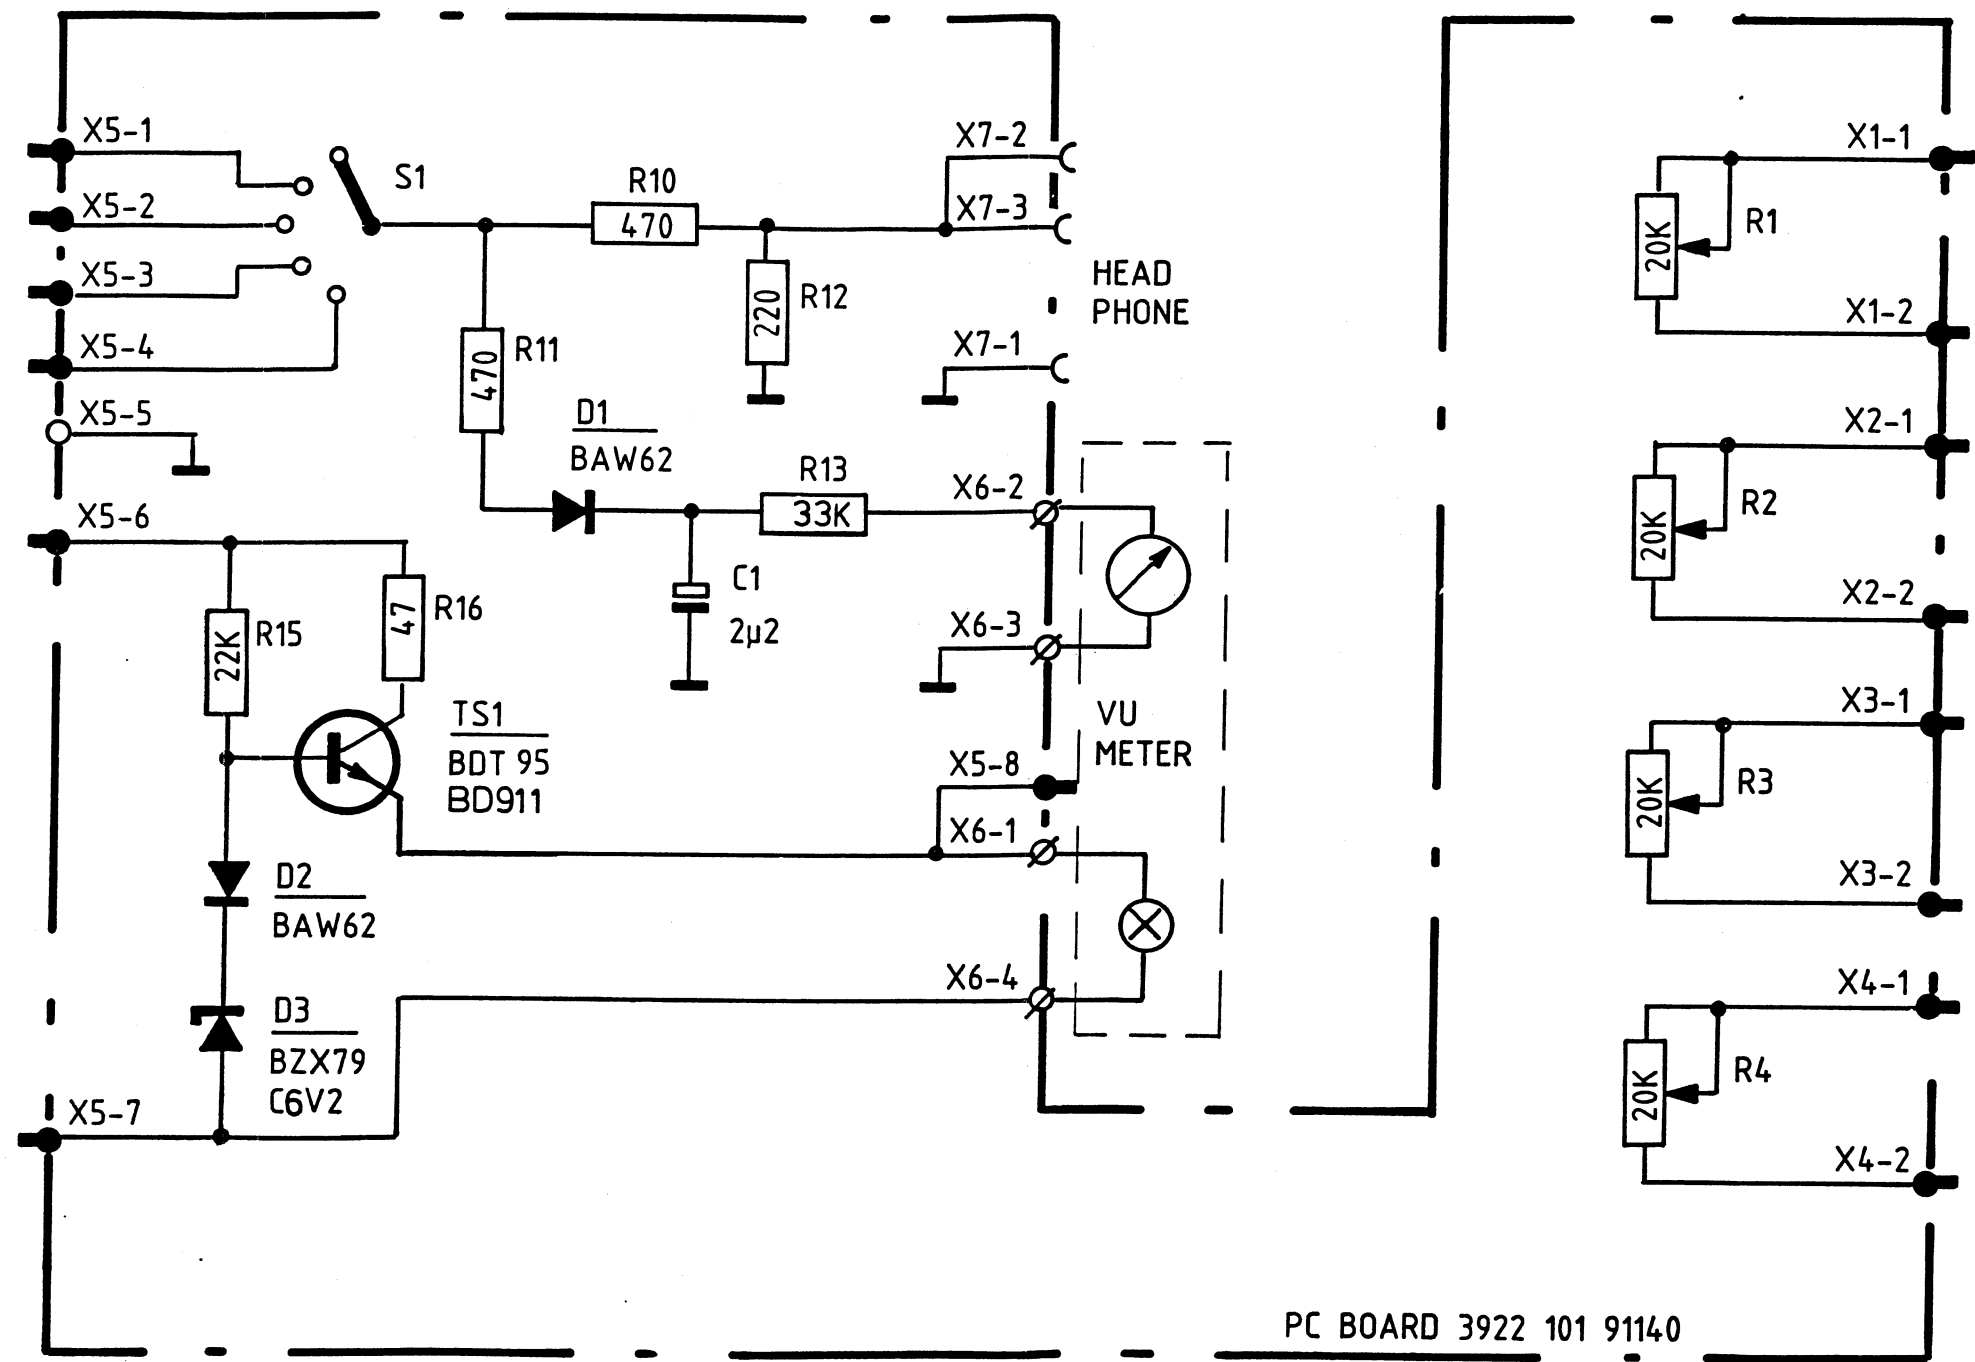 X5-1
X5-2
X5-3
X5-4
X5-5
X5-6
X5-7
S1
R10
470
R11
470
R12
220
X7-2
X7-3
X7-1
HEAD
PHONE
D1
BAW62
R13
33K
C1
2µ2
X6-2
X6-3
VU
METER
X5-8
X6-1
X6-4
R15
22K
R16
47
TS1
BDT 95
BD911
D2
BAW62
D3
BZX79
C6V2
X1-1
R1
20K
X1-2
X2-1
R2
20K
X2-2
X3-1
R3
20K
X3-2
X4-1
R4
20K
X4-2
PC BOARD 3922 101 91140